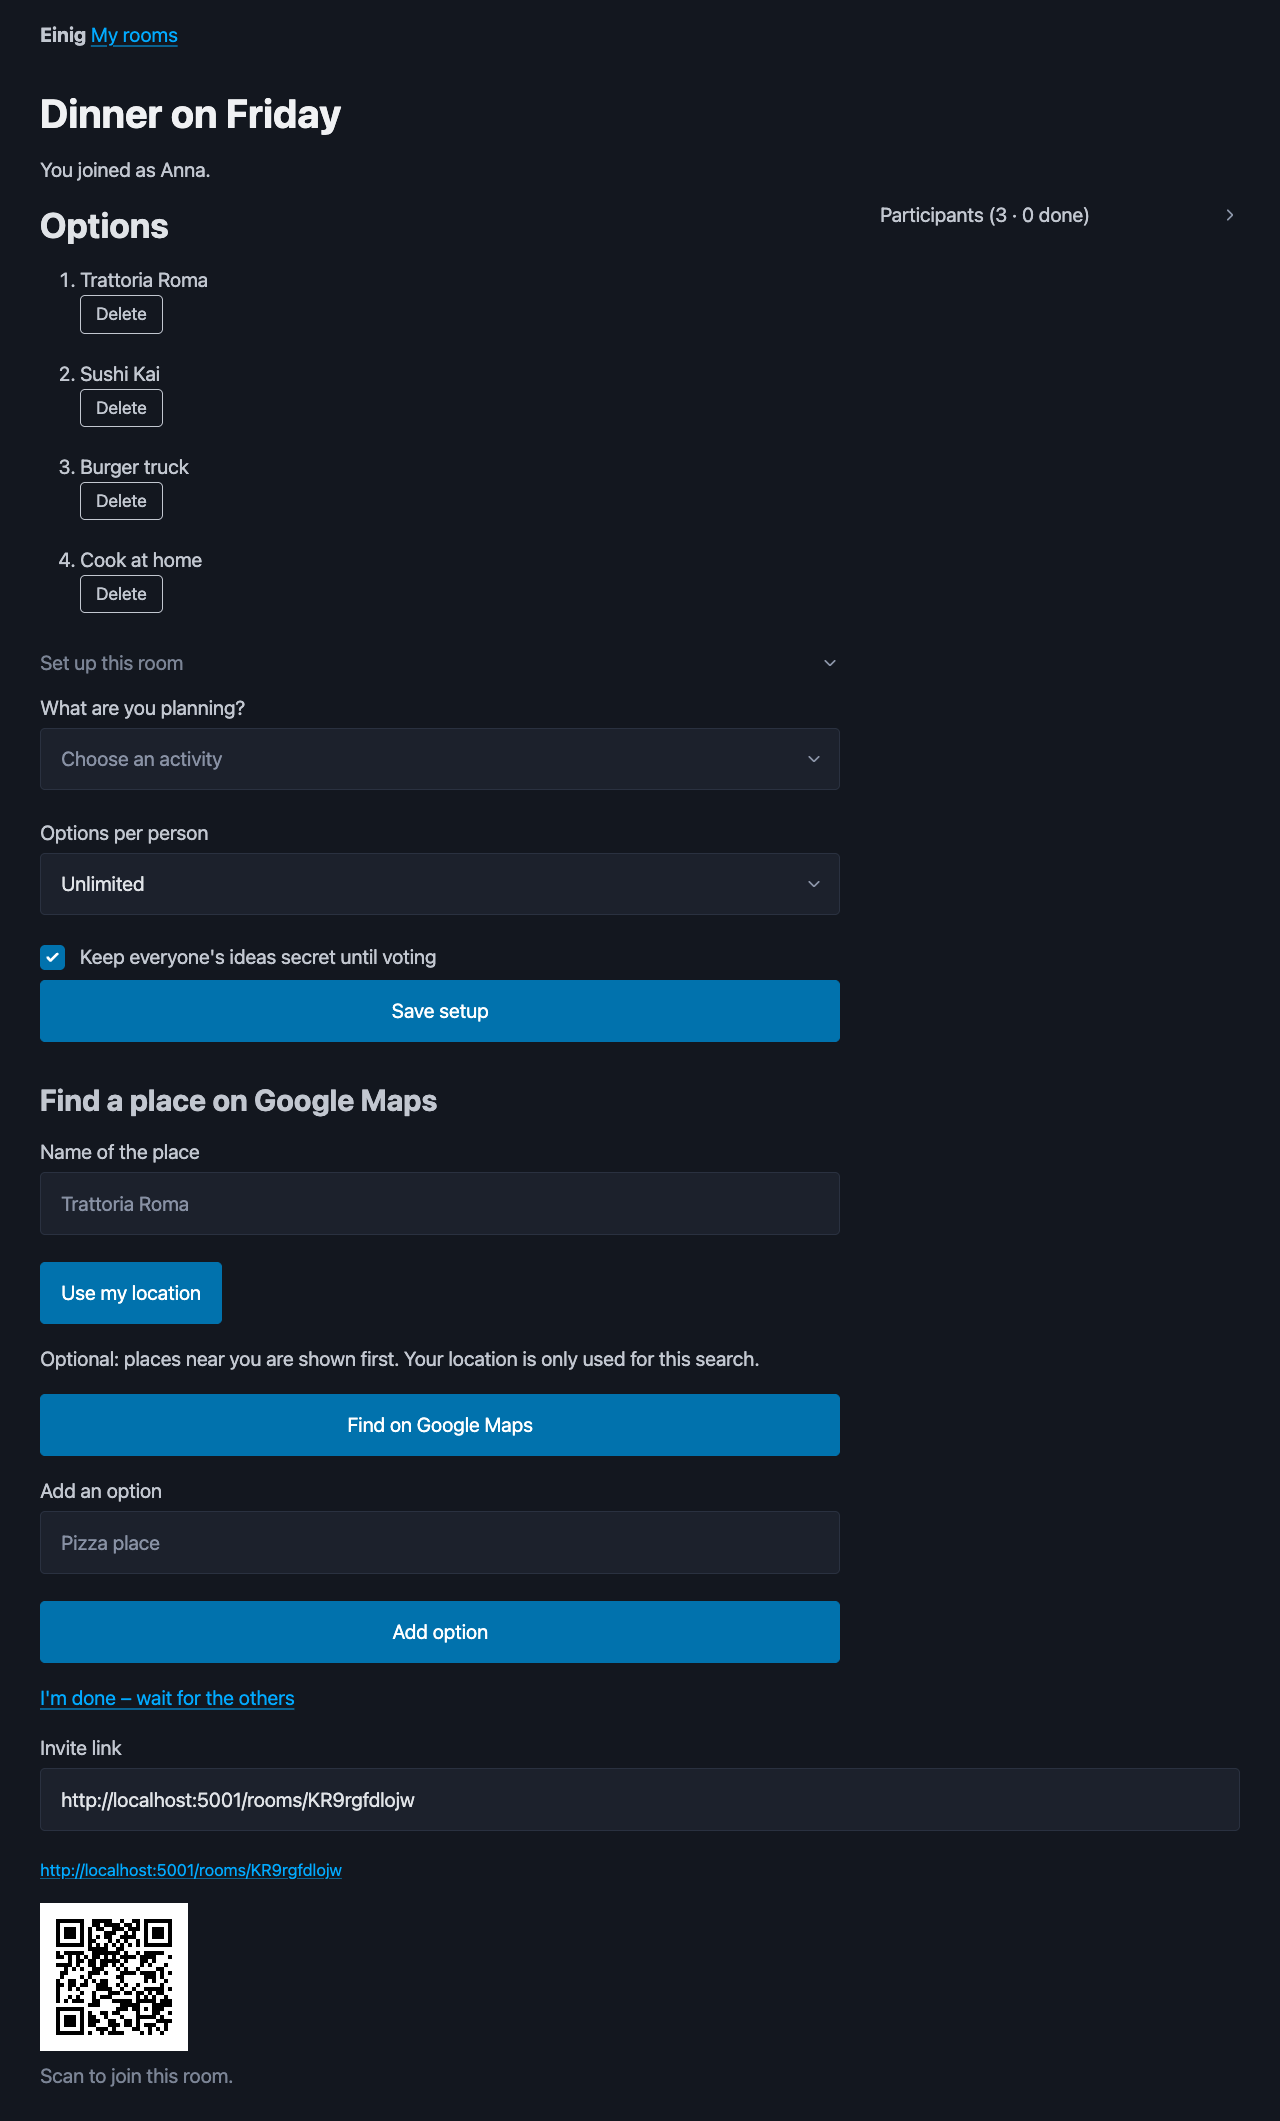 Einig My rooms
Dinner on Friday
You joined as Anna.
Options
Participants (3 · 0 done)
1. Trattoria Roma
Delete
2. Sushi Kai
Delete
3. Burger truck
Delete
4. Cook at home
Delete
Set up this room
What are you planning?
Choose an activity
Options per person
Unlimited
Keep everyone's ideas secret until voting
Save setup
Find a place on Google Maps
Name of the place
Trattoria Roma
Use my location
Optional: places near you are shown first. Your location is only used for this search.
Find on Google Maps
Add an option
Pizza place
Add option
I'm done – wait for the others
Invite link
http://localhost:5001/rooms/KR9rgfdlojw
http://localhost:5001/rooms/KR9rgfdlojw
Scan to join this room.